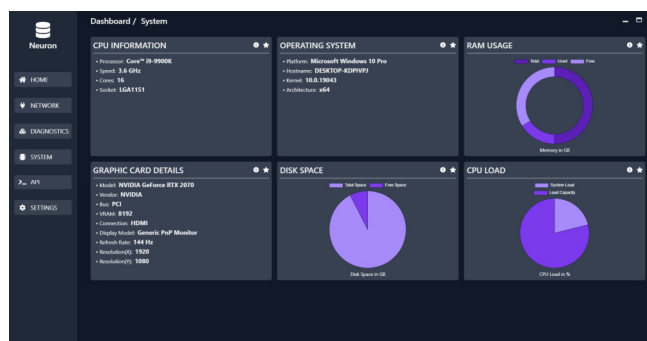 Dashboard / System
Neuron
HOME
NETWORK
DIAGNOSTICS
SYSTEM
API
SETTINGS
CPU INFORMATION
• Processor: Core™ i9-9900K
• Speed: 3.6 GHz
• Cores: 16
• Socket: LGA1151
OPERATING SYSTEM
• Platform: Microsoft Windows 10 Pro
• Hostname: DESKTOP-KDPIVPJ
• Kernel: 10.0.19043
• Architecture: x64
RAM USAGE
Total Used Free
Memory in GB
GRAPHIC CARD DETAILS
• Model: NVIDIA GeForce RTX 2070
• Vendor: NVIDIA
• Bus: PCI
• VRAM: 8192
• Connection: HDMI
• Display Model: Generic PnP Monitor
• Refresh Rate: 144 Hz
• Resolution(X): 1920
• Resolution(Y): 1080
DISK SPACE
Total Space Free Space
Disk Space in GB
CPU LOAD
System Load
Load Capacity
CPU Load in %